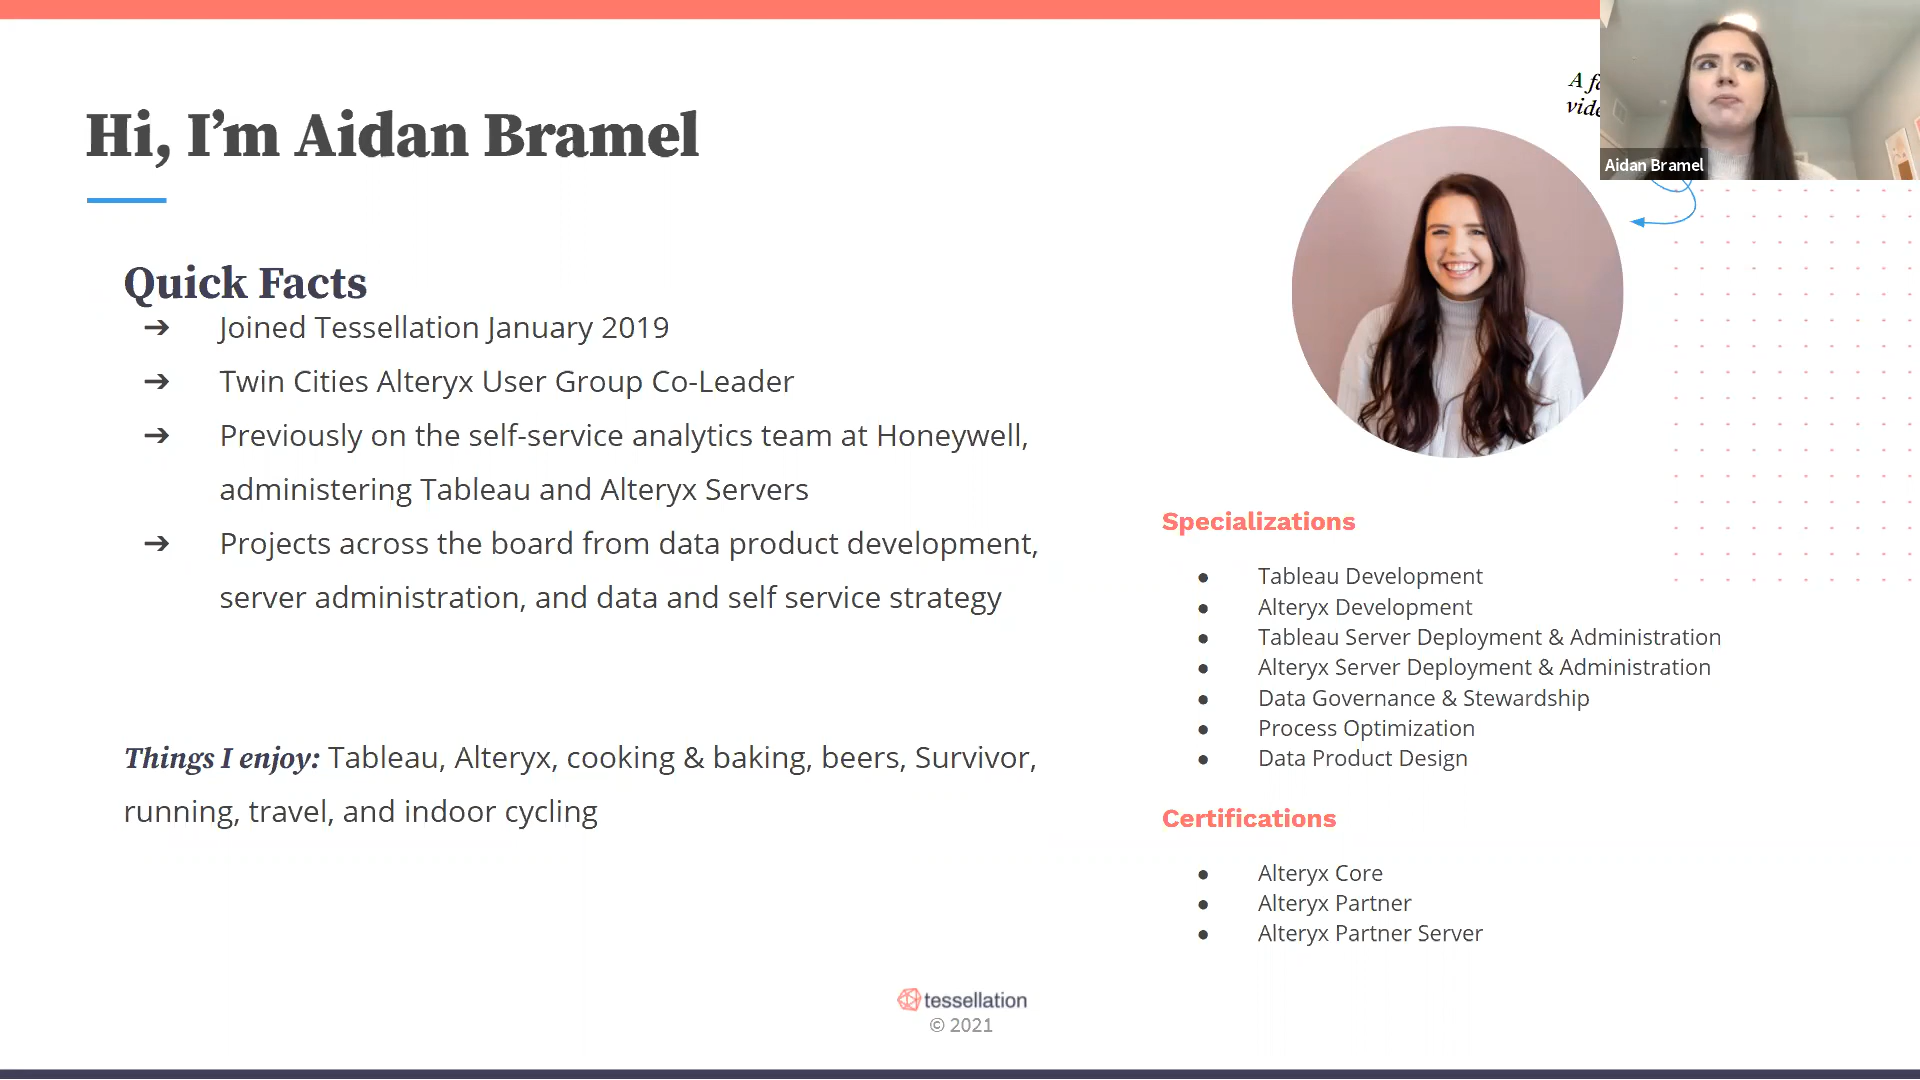 Hi, I'm Aidan Bramel
Quick Facts
➔ Joined Tessellation January 2019
➔ Twin Cities Alteryx User Group Co-Leader
➔ Previously on the self-service analytics team at Honeywell,
administering Tableau and Alteryx Servers
➔ Projects across the board from data product development,
server administration, and data and self service strategy
Things I enjoy: Tableau, Alteryx, cooking & baking, beers, Survivor,
running, travel, and indoor cycling
A
Aidan Bramel
Specializations
● Tableau Development
● Alteryx Development
● Tableau Server Deployment & Administration
● Alteryx Server Deployment & Administration
● Data Governance & Stewardship
● Process Optimization
● Data Product Design
Certifications
● Alteryx Core
● Alteryx Partner
● Alteryx Partner Server
tessellation
© 2021